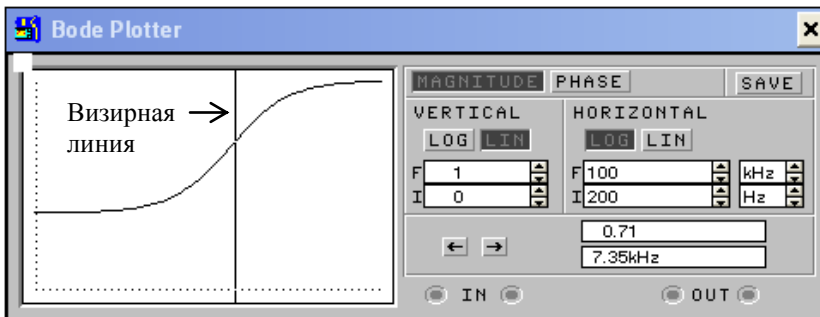 Bode Plotter
MAGNITUDE PHASE SAVE
VERTICAL HORIZONTAL
LOG LIN LOG LIN
F 1 F 100 kHz
I 0 I 200 Hz
Визирная
линия
0.71
7.35kHz
IN OUT